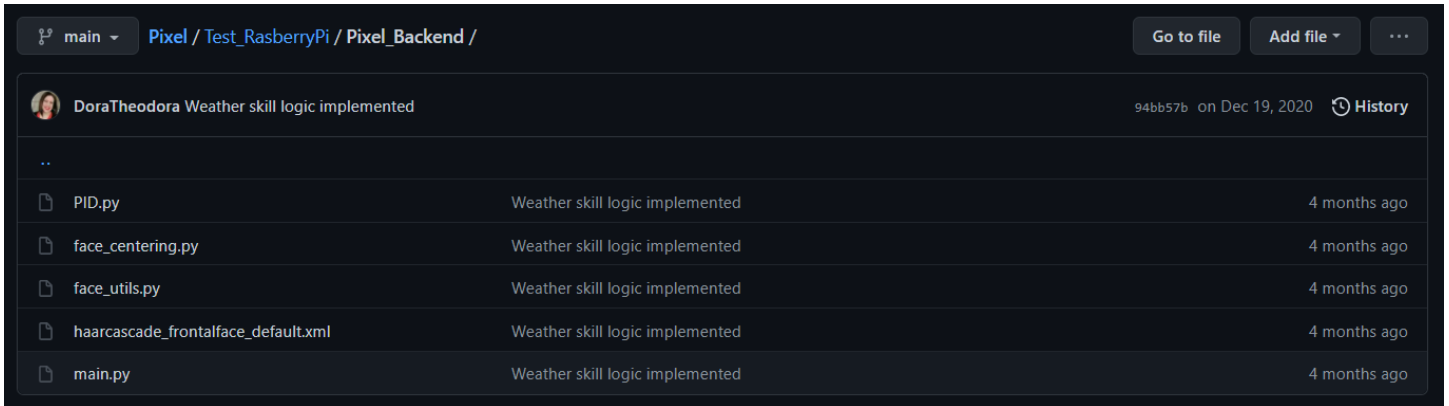 main Pixel / Test_RasberryPi / Pixel_Backend / Go to file Add file ...
DoraTheodora Weather skill logic implemented 94bb57b on Dec 19, 2020 History
..
PID.py Weather skill logic implemented 4 months ago
face_centering.py Weather skill logic implemented 4 months ago
face_utils.py Weather skill logic implemented 4 months ago
haarcascade_frontalface_default.xml Weather skill logic implemented 4 months ago
main.py Weather skill logic implemented 4 months ago